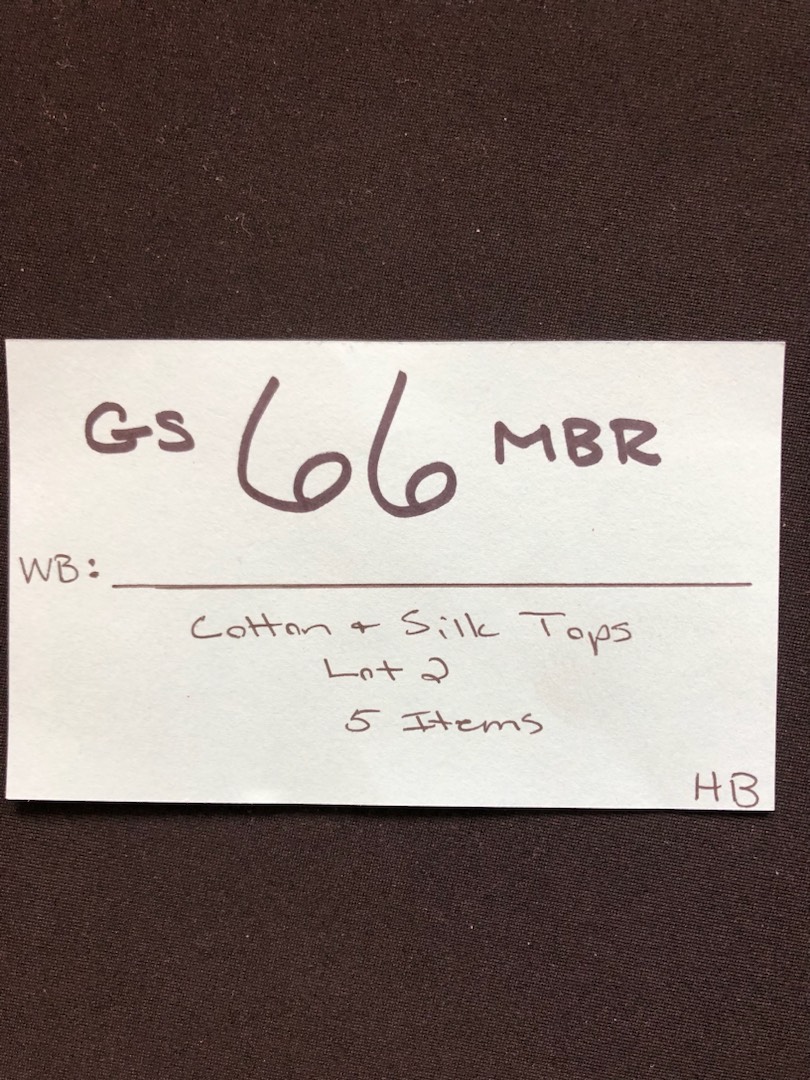 GS 66 MBR
WB:
Cotton + Silk Tops
Lot 2
5 Items
HB